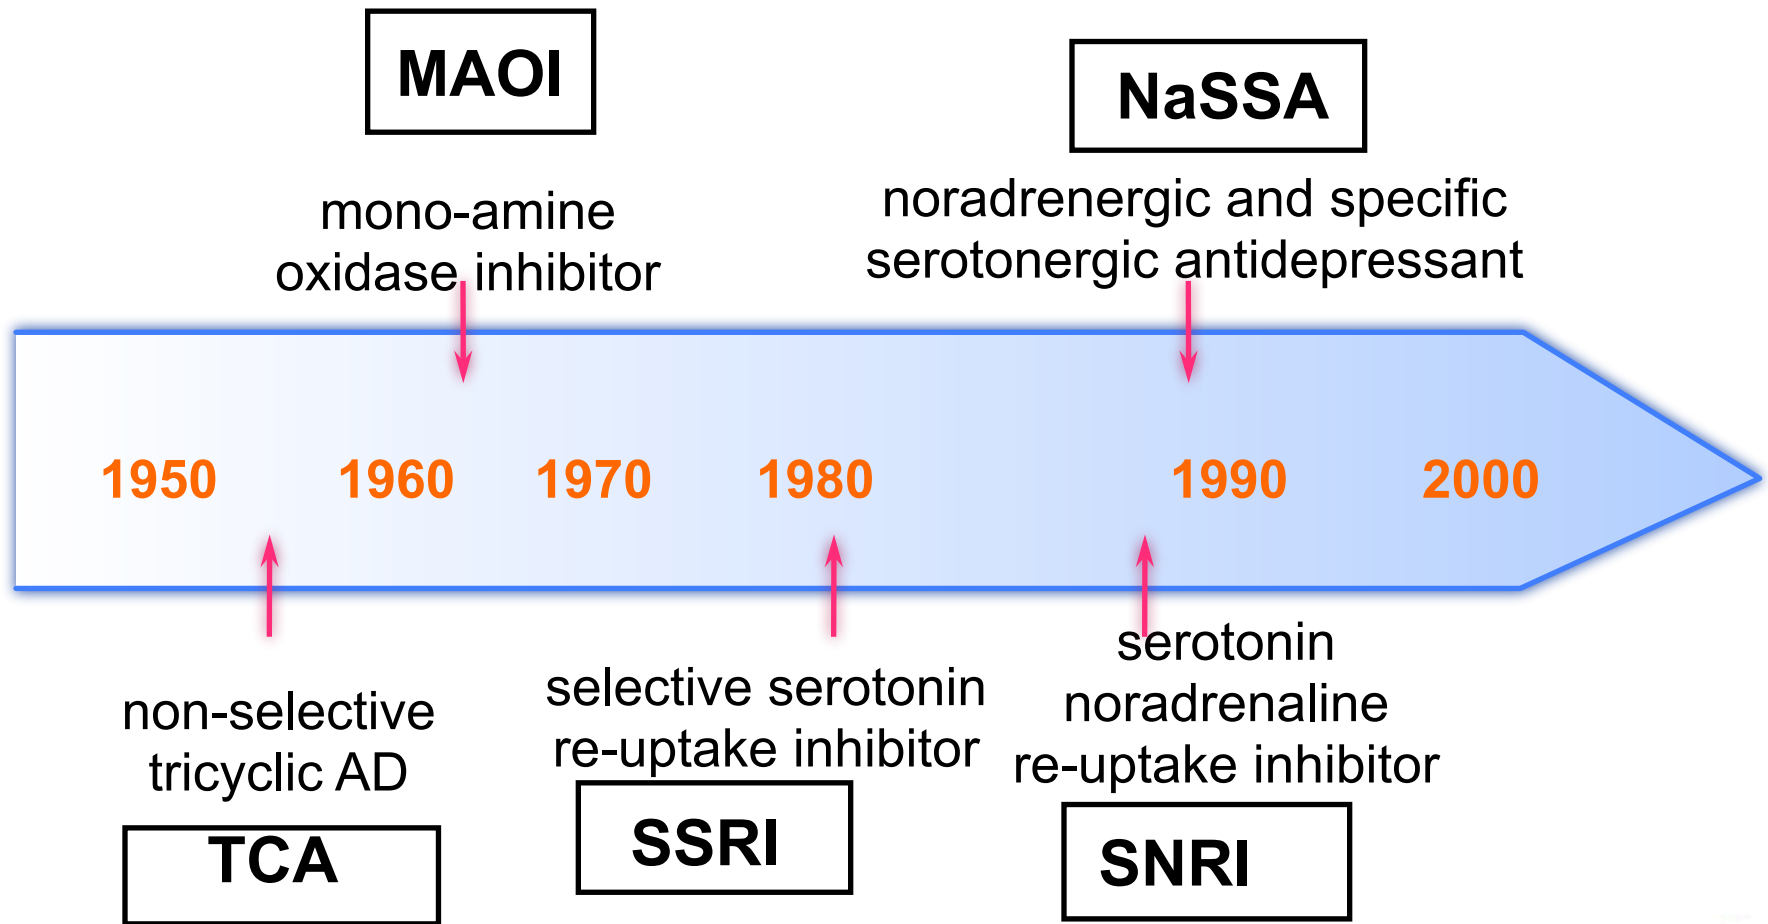 MAOI
mono-amine
oxidase inhibitor
NaSSA
noradrenergic and specific
serotonergic antidepressant
1950 1960 1970 1980 1990 2000
non-selective
tricyclic AD
TCA
selective serotonin
re-uptake inhibitor
SSRI
serotonin
noradrenaline
re-uptake inhibitor
SNRI